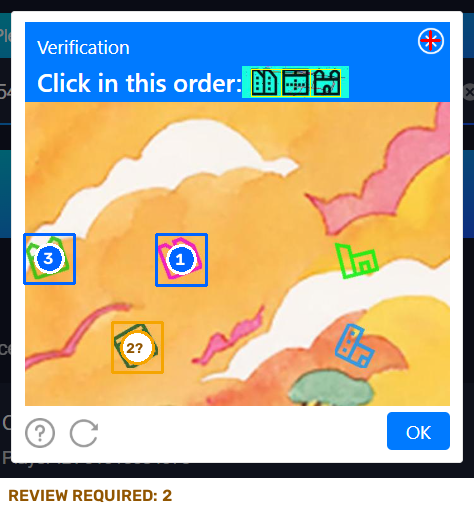 Verification
Click in this order:
3
1
2?
OK
REVIEW REQUIRED: 2